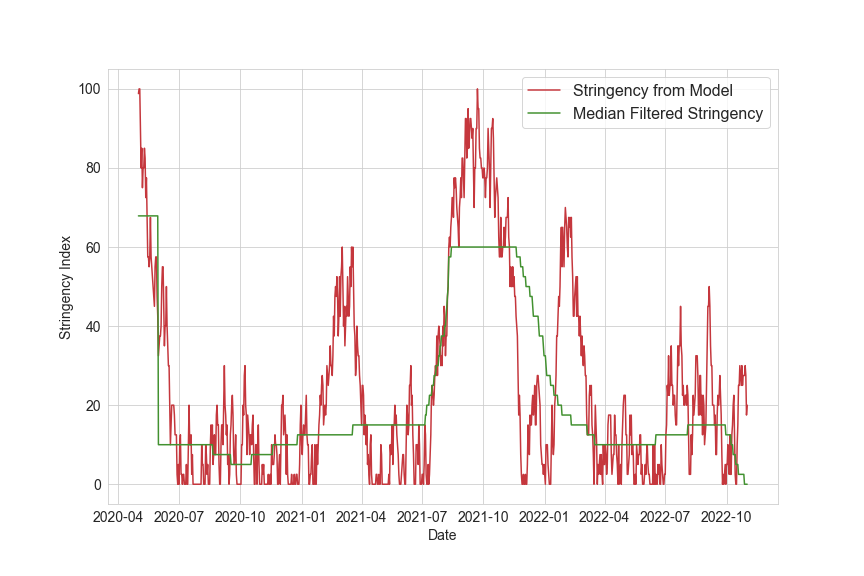 Stringency from Model
Median Filtered Stringency
100
80
60
40
20
0
Stringency Index
2020-04 2020-07 2020-10 2021-01 2021-04 2021-07 2021-10 2022-01 2022-04 2022-07 2022-10
Date